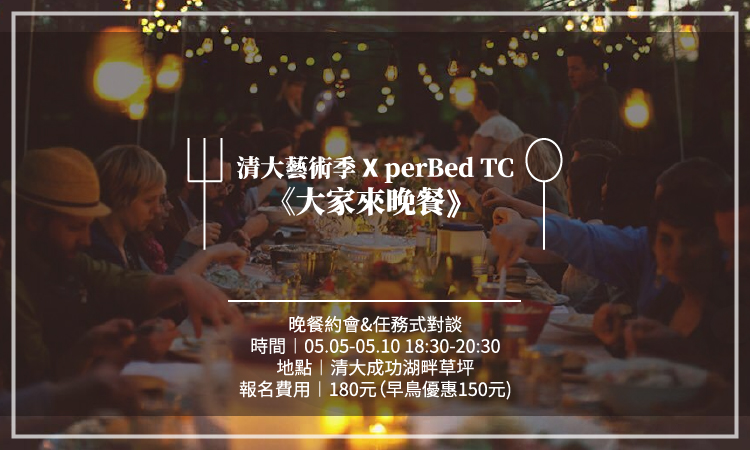 清大藝術季 X perBed TC
《大家來晚餐》
晚餐約會&任務式對談
時間｜05.05-05.10 18:30-20:30
地點｜清大成功湖畔草坪
報名費用｜180元（早鳥優惠150元)